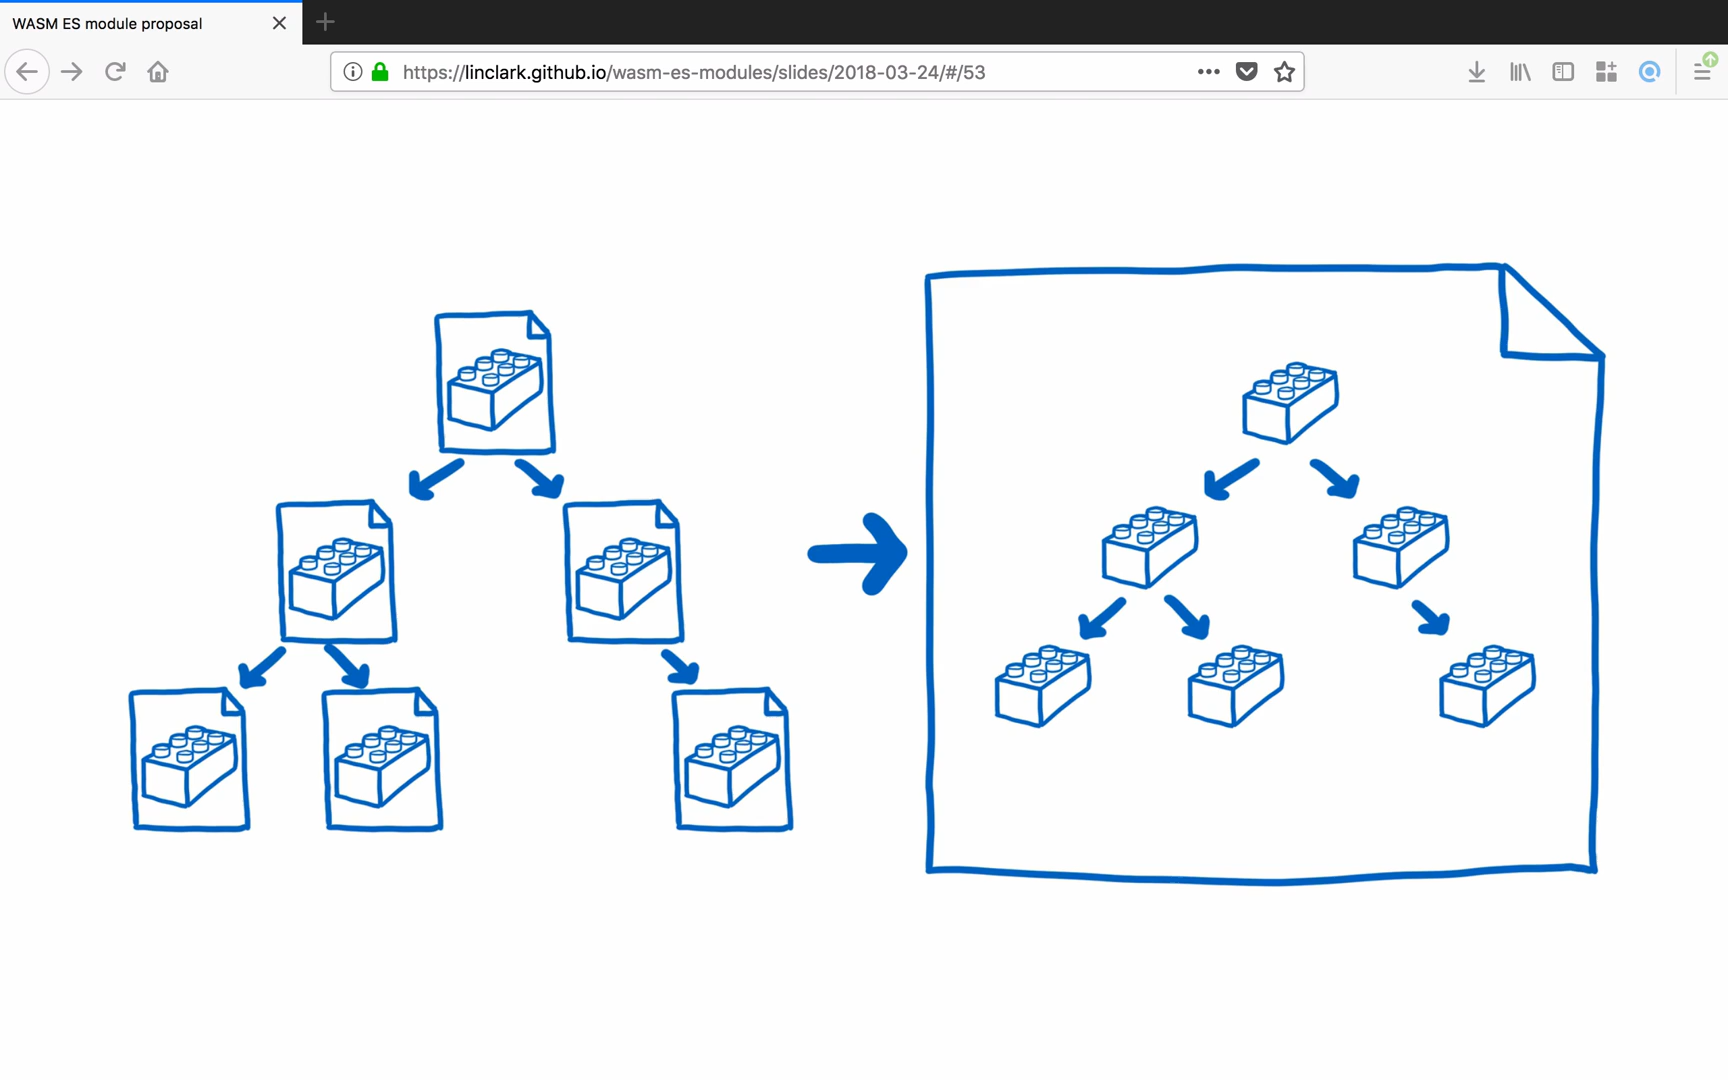 WASM ES module proposal
https://linclark.github.io/wasm-es-modules/slides/2018-03-24/#/53